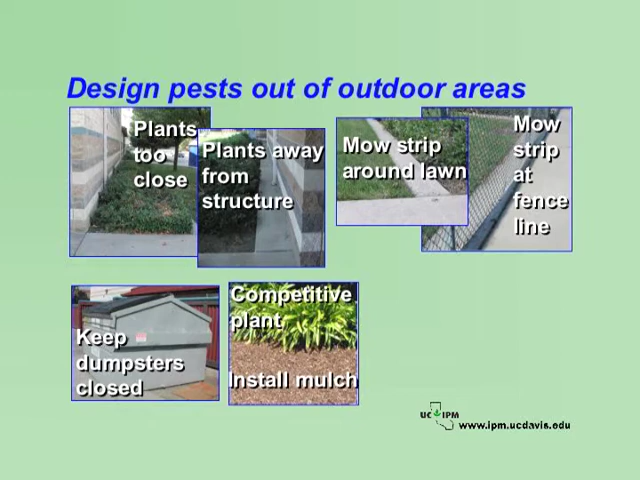 Design pests out of outdoor areas
Plants
too
close
Plants away
from
structure
Mow strip
around lawn
Mow
strip
at
fence
line
Keep
dumpsters
closed
Competitive
plant
Install mulch
UC IPM
www.ipm.ucdavis.edu